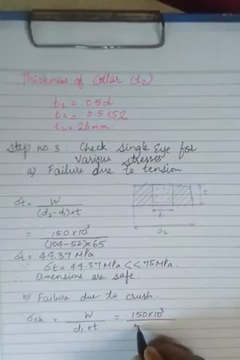 Thickness of collar (t2)
t2 = 0.5d
t2 = 0.5×52
t2 = 26mm
Step no 3 Check Single Eye for
various stresses
a) Failure due to tension
σt = W
(d2-d1)×t
= 150×10³
(104-52)×65
σt = 44.37 MPa
σt = 44.37 MPa << 75 MPa
∴ Dimensions are safe.
b) Failure due to crush.
σck = W = 150×10³
d1×t